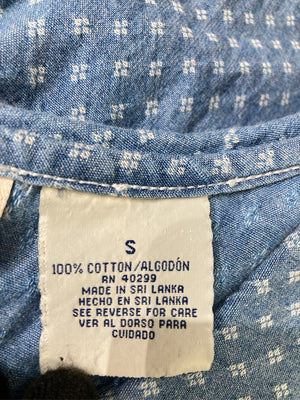 S
100% COTTON/ALGODÓN
RN 40299
MADE IN SRI LANKA
HECHO EN SRI LANKA
SEE REVERSE FOR CARE
VER AL DORSO PARA
CUIDADO